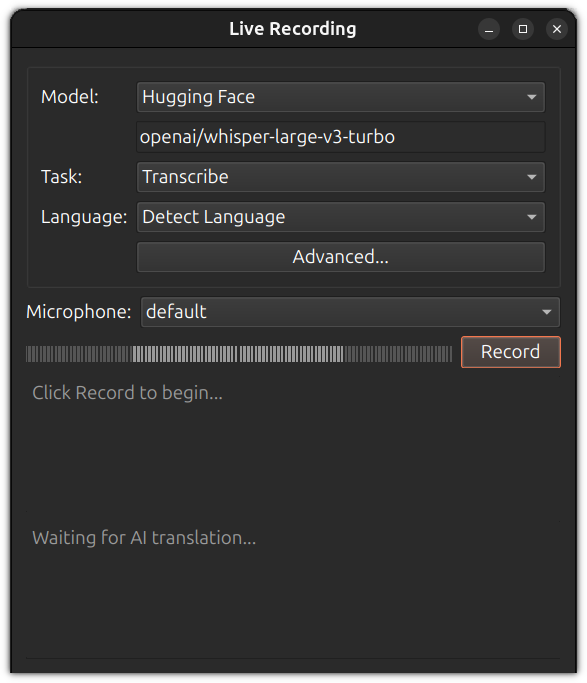 Live Recording
Model: Hugging Face
openai/whisper-large-v3-turbo
Task: Transcribe
Language: Detect Language
Advanced...
Microphone: default
Record
Click Record to begin...
Waiting for AI translation...